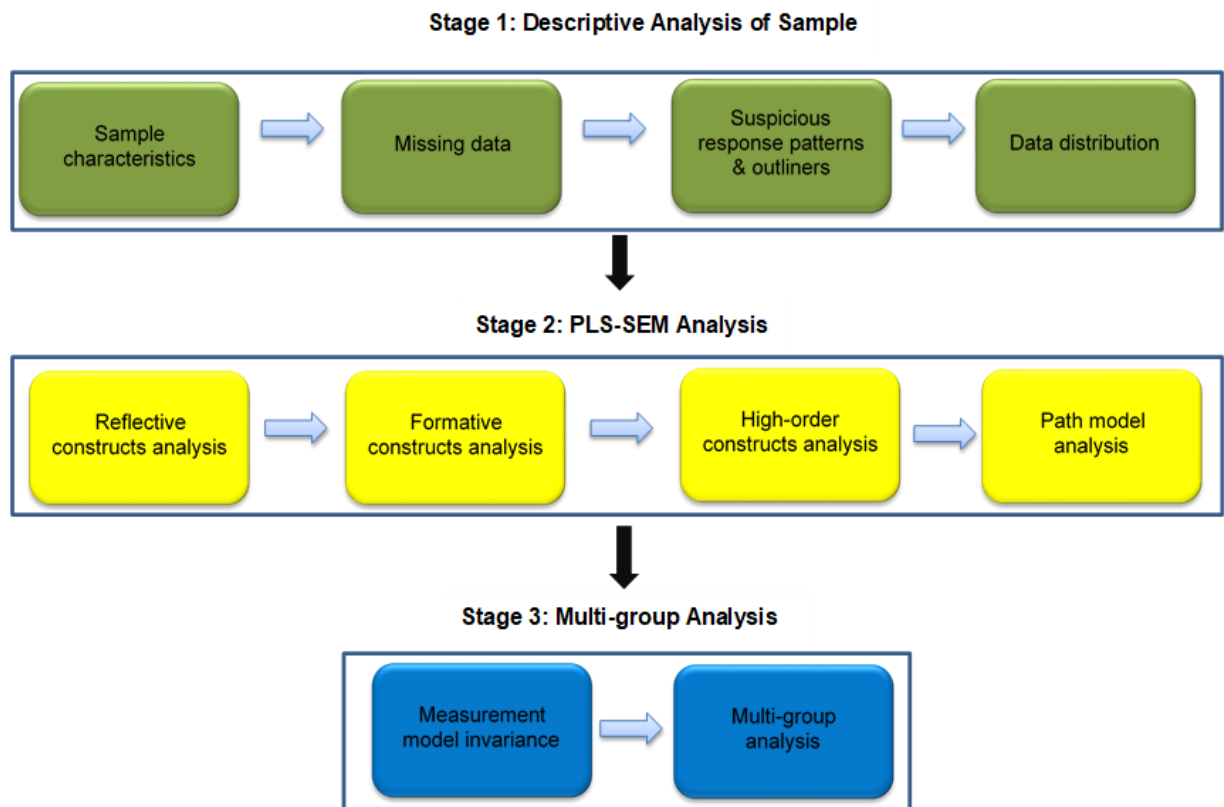 Stage 1: Descriptive Analysis of Sample
Sample
characteristics
Missing data
Suspicious
response patterns
& outliners
Data distribution
Stage 2: PLS-SEM Analysis
Reflective
constructs analysis
Formative
constructs analysis
High-order
constructs analysis
Path model
analysis
Stage 3: Multi-group Analysis
Measurement
model invariance
Multi-group
analysis